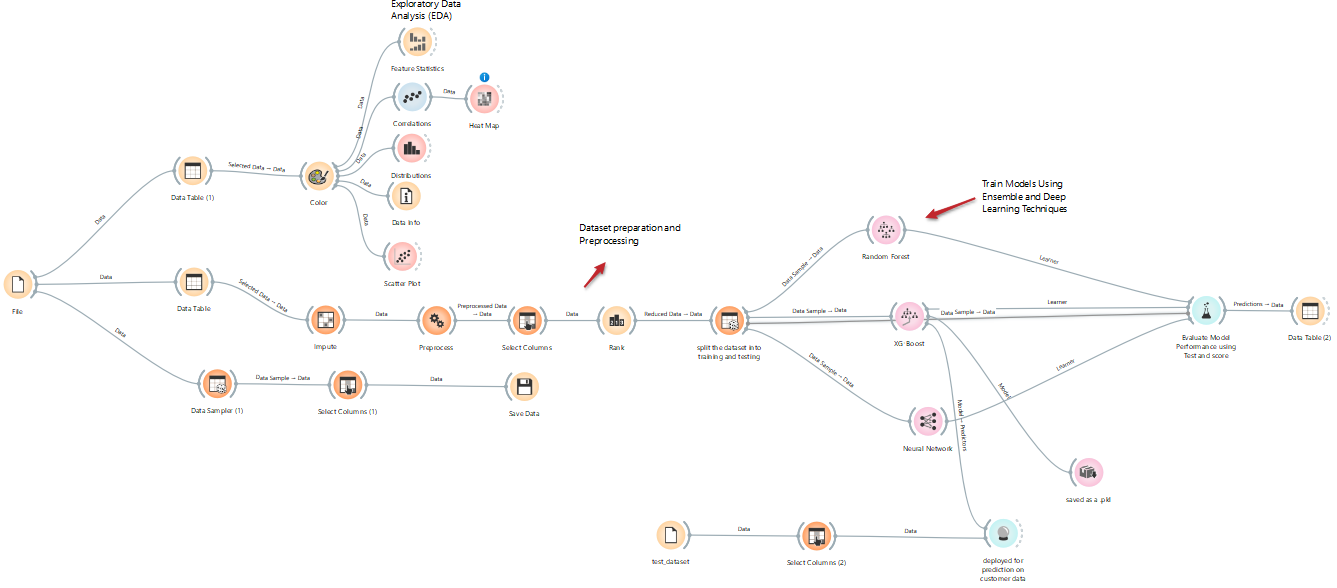 Exploratory Data
Analysis (EDA)
Data
Feature Statistics
Data
Correlations
Data
Heat Map
Data
Distributions
Data
Data Info
Data
Scatter Plot
Data
Data Table (1)
Selected Data → Data
Color
Train Models Using
Ensemble and Deep
Learning Techniques
Dataset preparation and
Preprocessing
File
Data
Data Table
Selected Data → Data
Impute
Data
Preprocess
Preprocessed Data
→ Data
Select Columns
Data
Rank
Reduced Data → Data
split the dataset into
training and testing
Data Sample → Data
Random Forest
Learner
Data Sample → Data
XG Boost
Learner
Data Sample → Data
Data Sample → Data
Neural Network
Learner
Evaluate Model
Performance using
Test and score
Predictions → Data
Data Table (2)
Data
Data Sampler (1)
Data Sample → Data
Select Columns (1)
Data
Save Data
Model
saved as a .pkl
Model → Predictors
test_dataset
Data
Select Columns (2)
Data
deployed for
prediction on
customer data